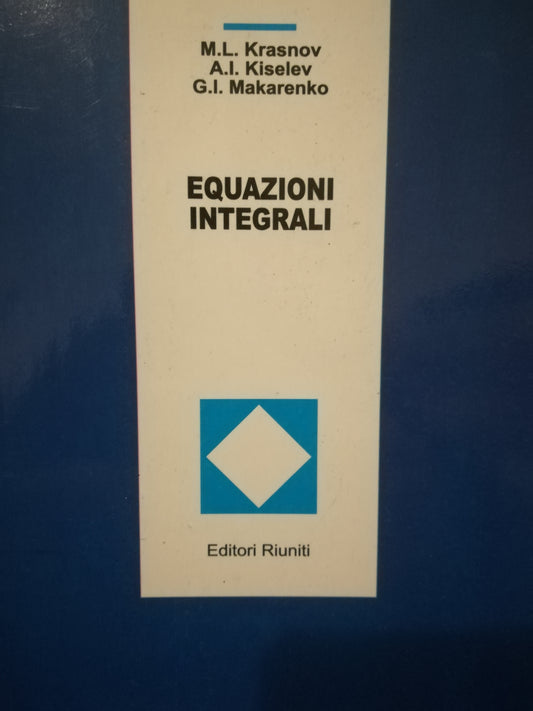 M.L. Krasnov
A.I. Kiselev
G.I. Makarenko
EQUAZIONI
INTEGRALI
Editori Riuniti